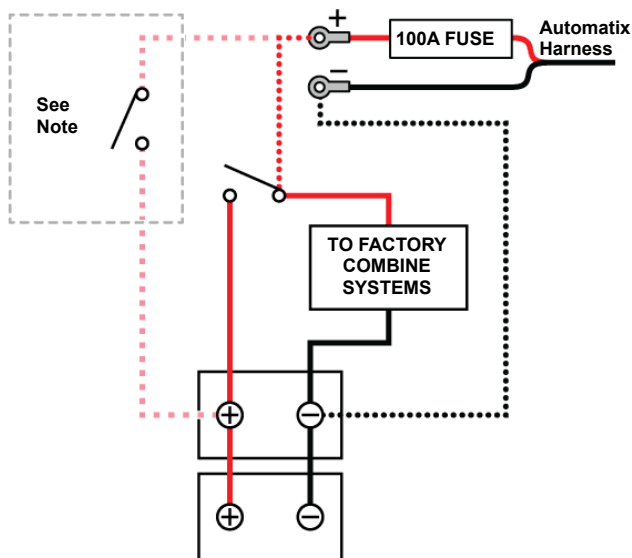 +
100A FUSE
Automatix
Harness
−
See
Note
TO FACTORY
COMBINE
SYSTEMS
+ −
+ −